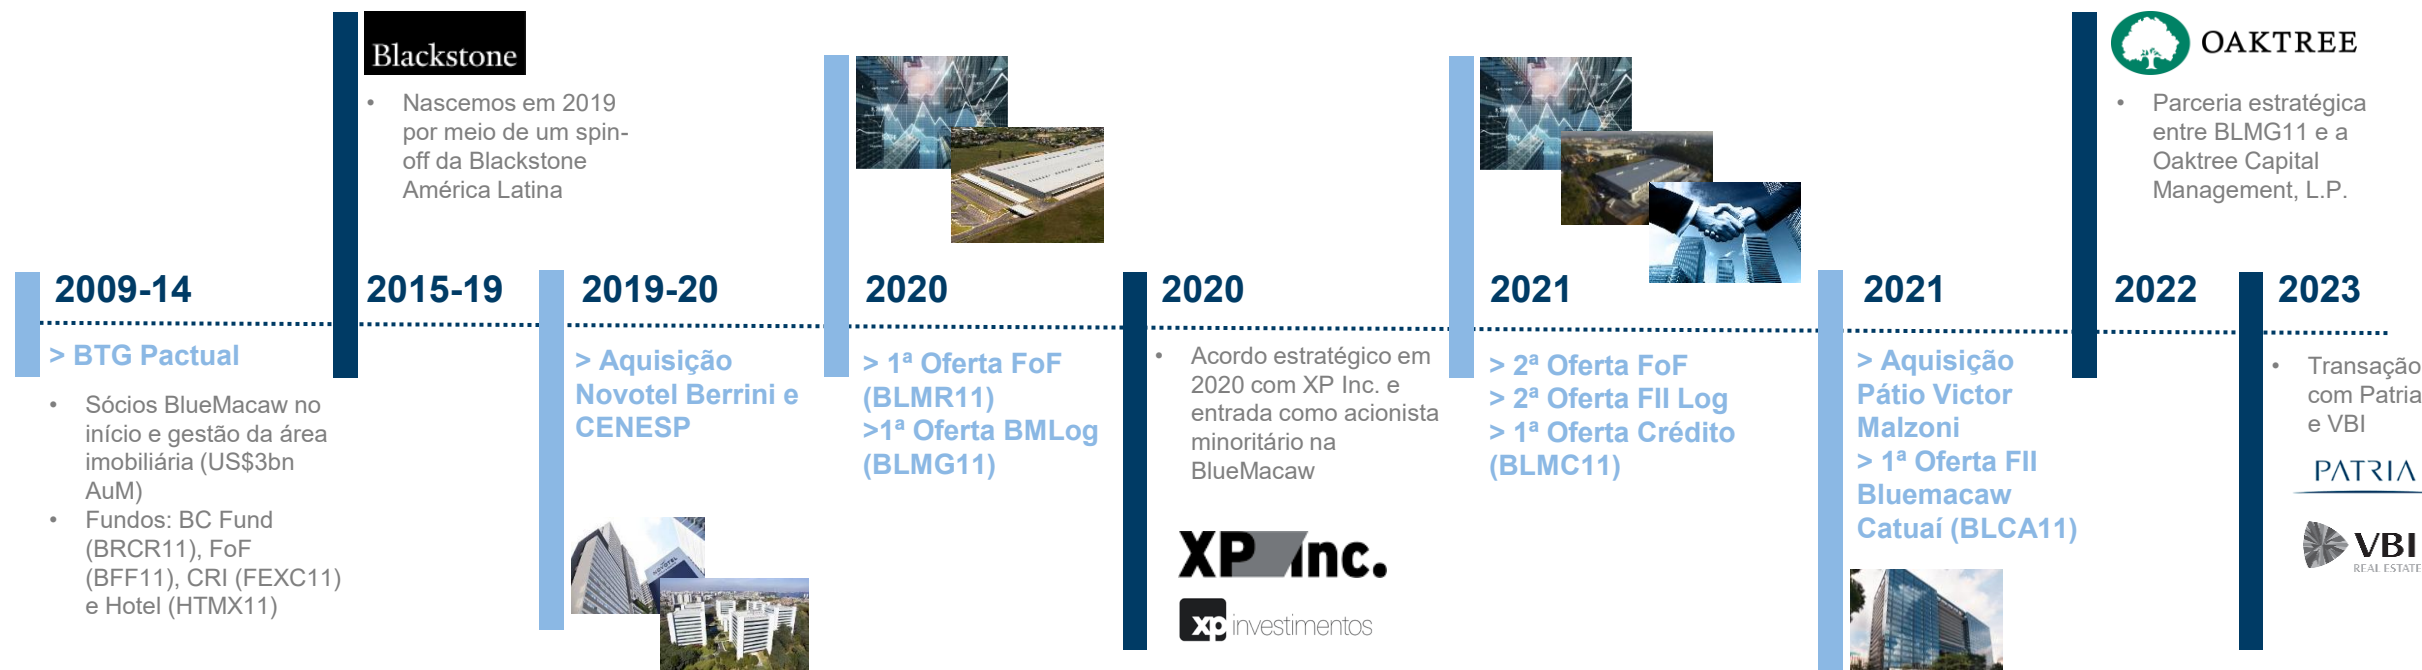 Blackstone
• Nascemos em 2019
por meio de um spin-
off da Blackstone
América Latina
OAKTREE
• Parceria estratégica
entre BLMG11 e a
Oaktree Capital
Management, L.P.
2009-14
2015-19
2019-20
2020
2020
2021
2021
2022
2023
> BTG Pactual
• Sócios BlueMacaw no
início e gestão da área
imobiliária (US$3bn
AuM)
• Fundos: BC Fund
(BRCR11), FoF
(BFF11), CRI (FEXC11)
e Hotel (HTMX11)
> Aquisição
Novotel Berrini e
CENESP
NOVOTEL
> 1ª Oferta FoF
(BLMR11)
>1ª Oferta BMLog
(BLMG11)
• Acordo estratégico em
2020 com XP Inc. e
entrada como acionista
minoritário na
BlueMacaw
XP Inc.
xp investimentos
> 2ª Oferta FoF
> 2ª Oferta FII Log
> 1ª Oferta Crédito
(BLMC11)
> Aquisição
Pátio Victor
Malzoni
> 1ª Oferta FII
Bluemacaw
Catuaí (BLCA11)
• Transação
com Patria
e VBI
PATRIA
VBI
REAL ESTATE